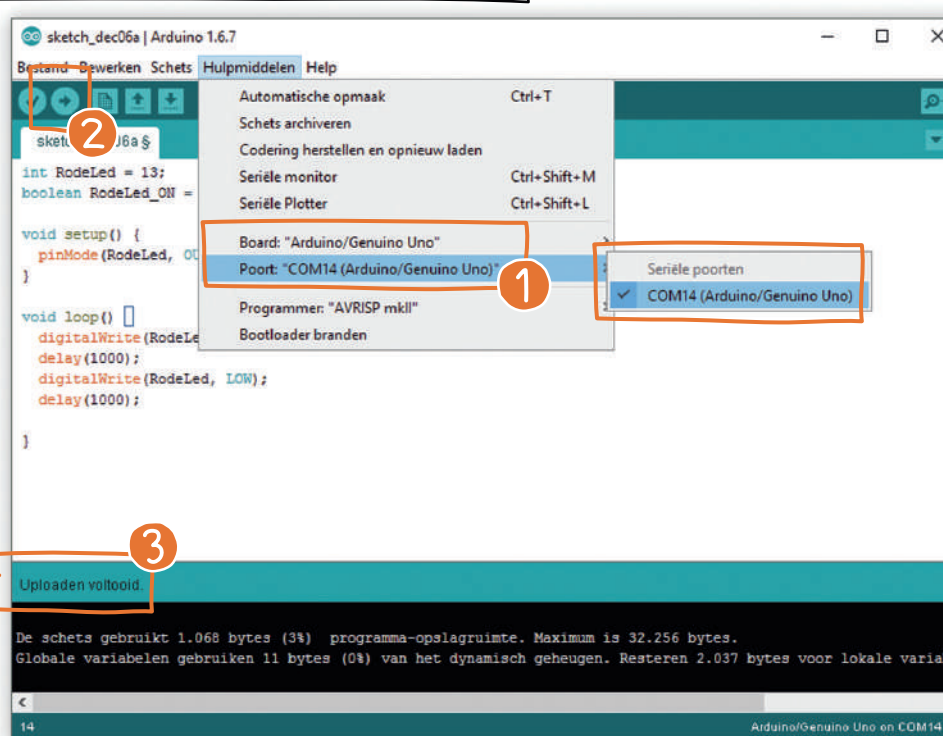 sketch_dec06a | Arduino 1.6.7
Bestand Bewerken Schets Hulpmiddelen Help
Automatische opmaak Ctrl+T
Schets archiveren
Codering herstellen en opnieuw laden
Seriële monitor Ctrl+Shift+M
Seriële Plotter Ctrl+Shift+L
Board: "Arduino/Genuino Uno"
Poort: "COM14 (Arduino/Genuino Uno)"
Programmer: "AVRISP mkII"
Bootloader branden
1
Seriële poorten
COM14 (Arduino/Genuino Uno)
2
06a §
int RodeLed = 13;
boolean RodeLed_ON =
void setup() {
pinMode(RodeLed,
}
void loop() {
digitalWrite(RodeLe
delay(1000);
digitalWrite(RodeLed, LOW);
delay(1000);
}
3
Uploaden voltooid.
De schets gebruikt 1.068 bytes (3%) programma-opslagruimte. Maximum is 32.256 bytes.
Globale variabelen gebruiken 11 bytes (0%) van het dynamisch geheugen. Resteren 2.037 bytes voor lokale varia
14
Arduino/Genuino Uno on COM14